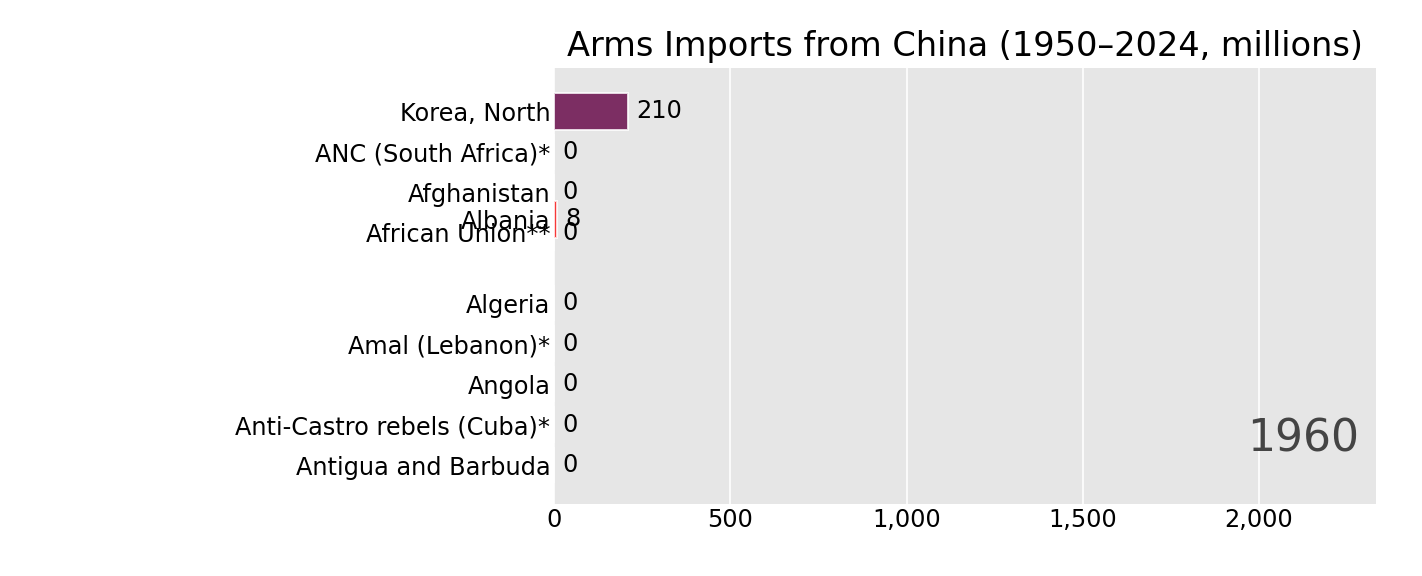 Arms Imports from China (1950–2024, millions)
Korea, North 210
ANC (South Africa)* 0
Afghanistan 0
Albania 8
African Union** 0
Algeria 0
Amal (Lebanon)* 0
Angola 0
Anti-Castro rebels (Cuba)* 0
1960
Antigua and Barbuda 0
0 500 1,000 1,500 2,000